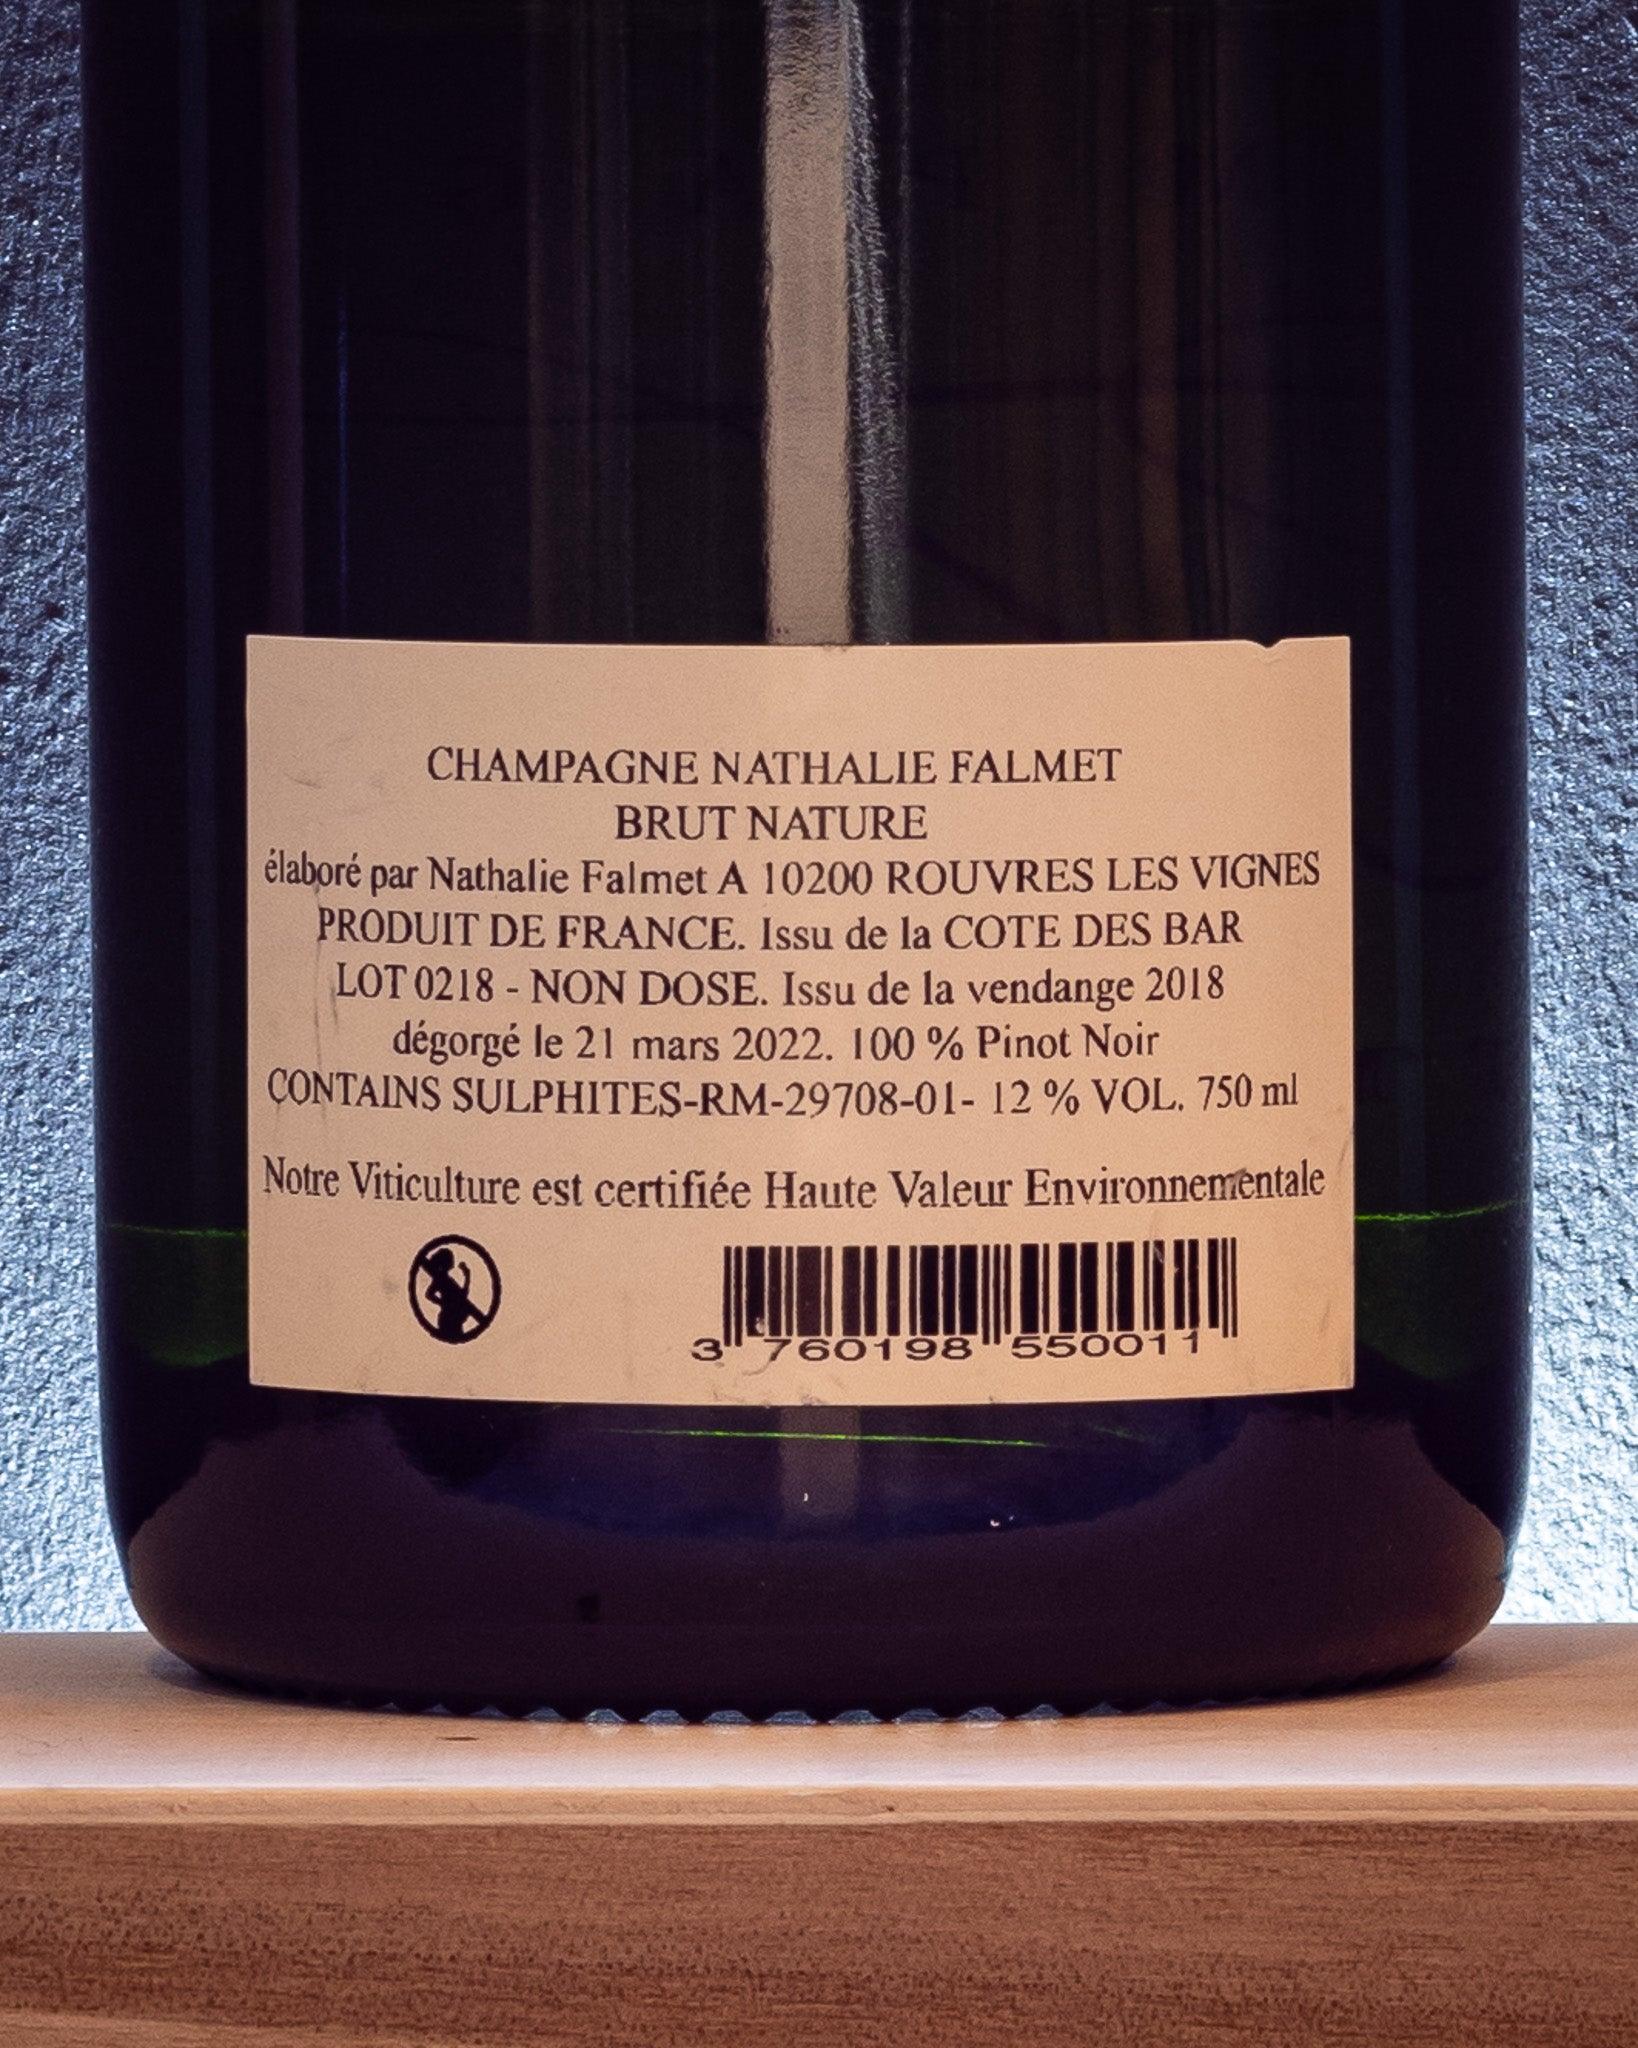 CHAMPAGNE NATHALIE FALMET
BRUT NATURE
élaboré par Nathalie Falmet A 10200 ROUVRES LES VIGNES
PRODUIT DE FRANCE. Issu de la COTE DES BAR
LOT 0218 - NON DOSE. Issu de la vendange 2018
dégorgé le 21 mars 2022. 100 % Pinot Noir
CONTAINS SULPHITES-RM-29708-01- 12 % VOL. 750 ml
Notre Viticulture est certifiée Haute Valeur Environnementale
3 760198 550011